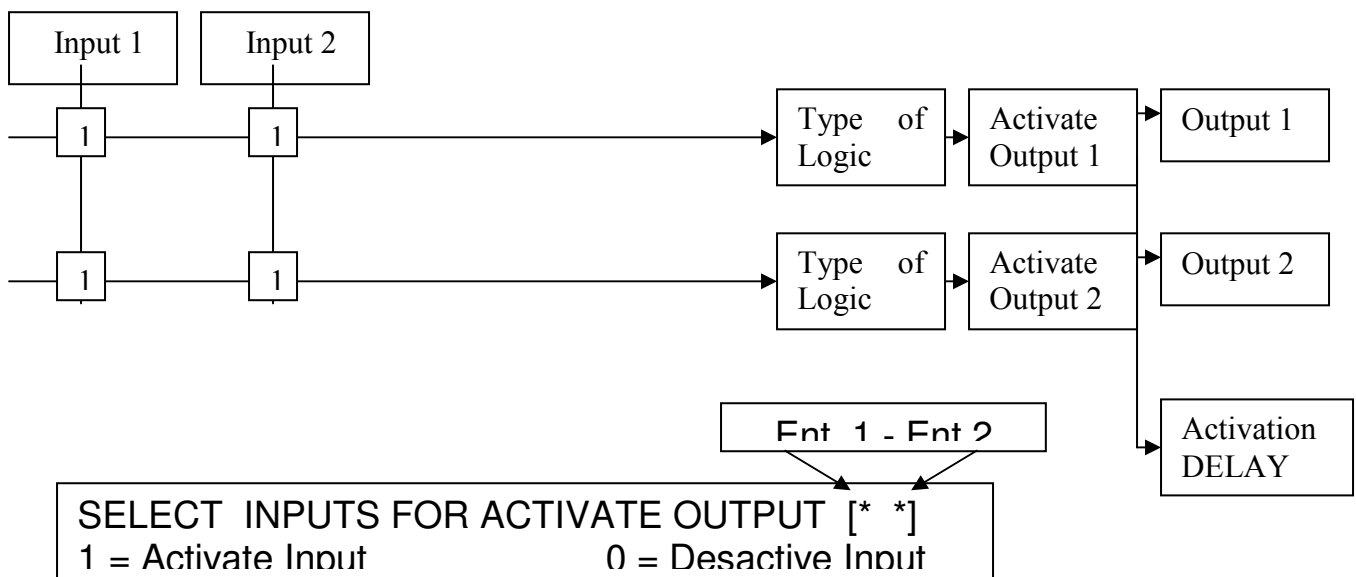 Input 1
Input 2
1
1
Type of
Logic
Activate
Output 1
Output 1
1
1
Type of
Logic
Activate
Output 2
Output 2
Activation
DELAY
Ent. 1 - Ent 2
SELECT INPUTS FOR ACTIVATE OUTPUT [* *]
1 = Activate Input 0 = Desactive Input